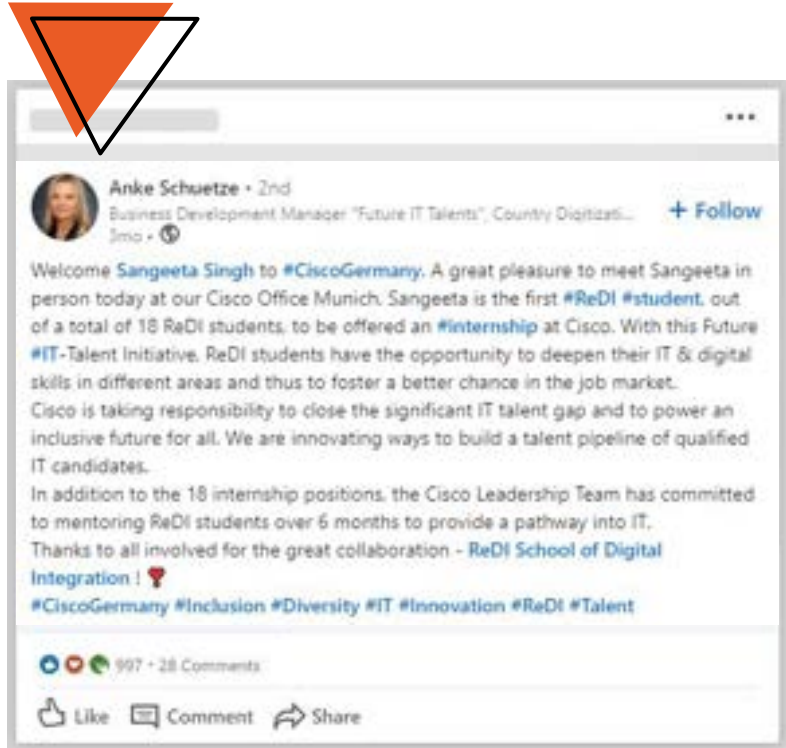 Anke Schuetze • 2nd
Business Development Manager "Future IT Talents", Country Digitizati...
+ Follow
3mo •
Welcome Sangeeta Singh to #CiscoGermany. A great pleasure to meet Sangeeta in
person today at our Cisco Office Munich. Sangeeta is the first #ReDI #student, out
of a total of 18 ReDI students, to be offered an #internship at Cisco. With this Future
#IT-Talent Initiative, ReDI students have the opportunity to deepen their IT & digital
skills in different areas and thus to foster a better chance in the job market.
Cisco is taking responsibility to close the significant IT talent gap and to power an
inclusive future for all. We are innovating ways to build a talent pipeline of qualified
IT candidates.
In addition to the 18 internship positions, the Cisco Leadership Team has committed
to mentoring ReDI students over 6 months to provide a pathway into IT.
Thanks to all involved for the great collaboration - ReDI School of Digital
Integration !
#CiscoGermany #Inclusion #Diversity #IT #Innovation #ReDI #Talent
997 • 28 Comments
Like Comment Share